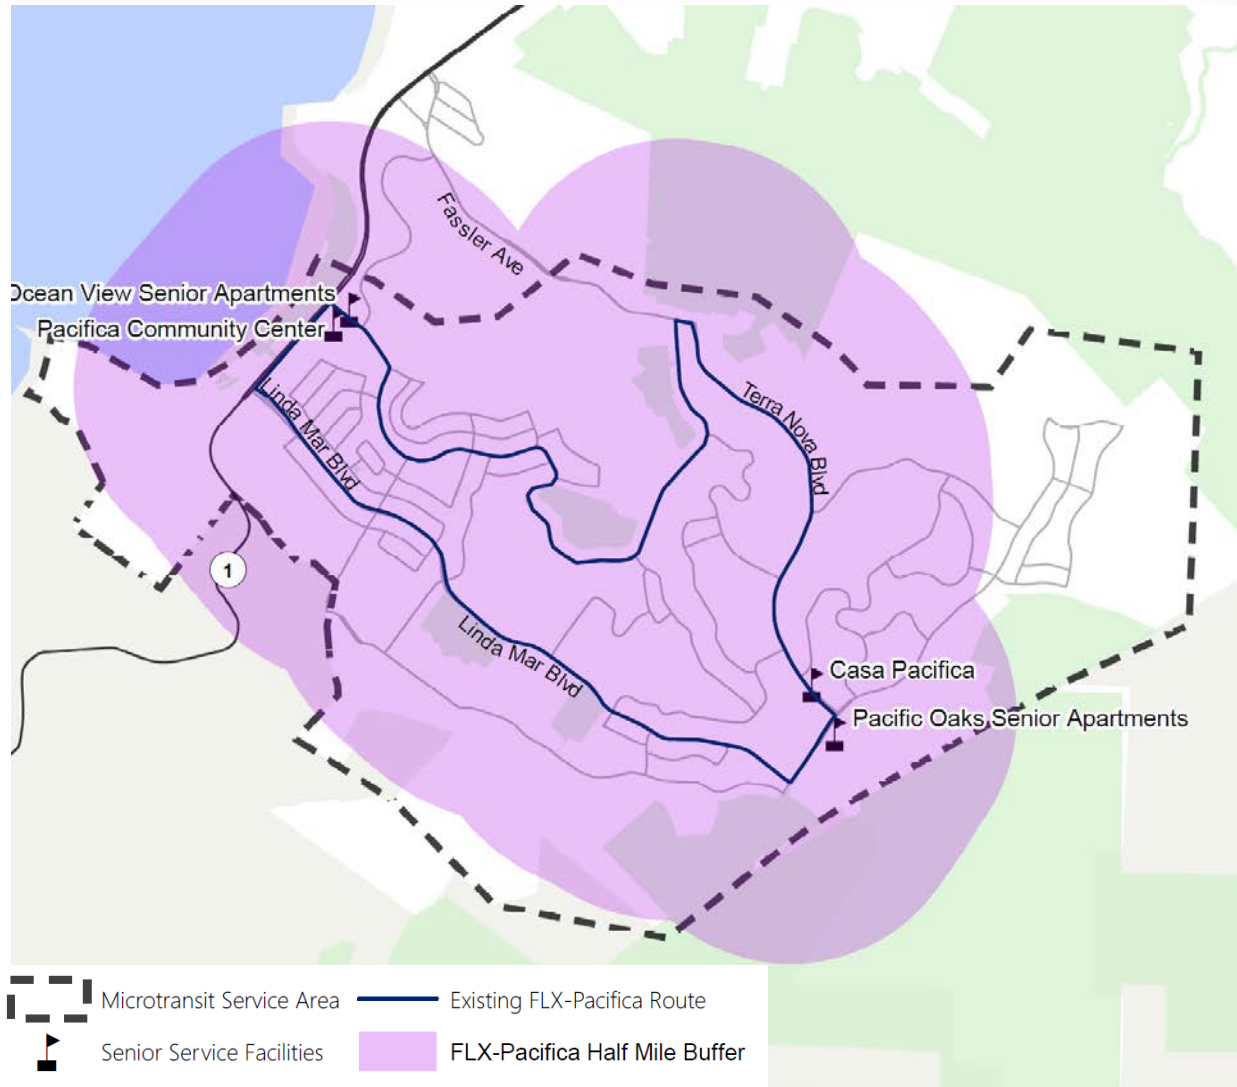 Fassler Ave
Ocean View Senior Apartments
Pacifica Community Center
Linda Mar Blvd
Terra Nova Blvd
1
Linda Mar Blvd
Casa Pacifica
Pacific Oaks Senior Apartments
Microtransit Service Area
Existing FLX-Pacifica Route
Senior Service Facilities
FLX-Pacifica Half Mile Buffer